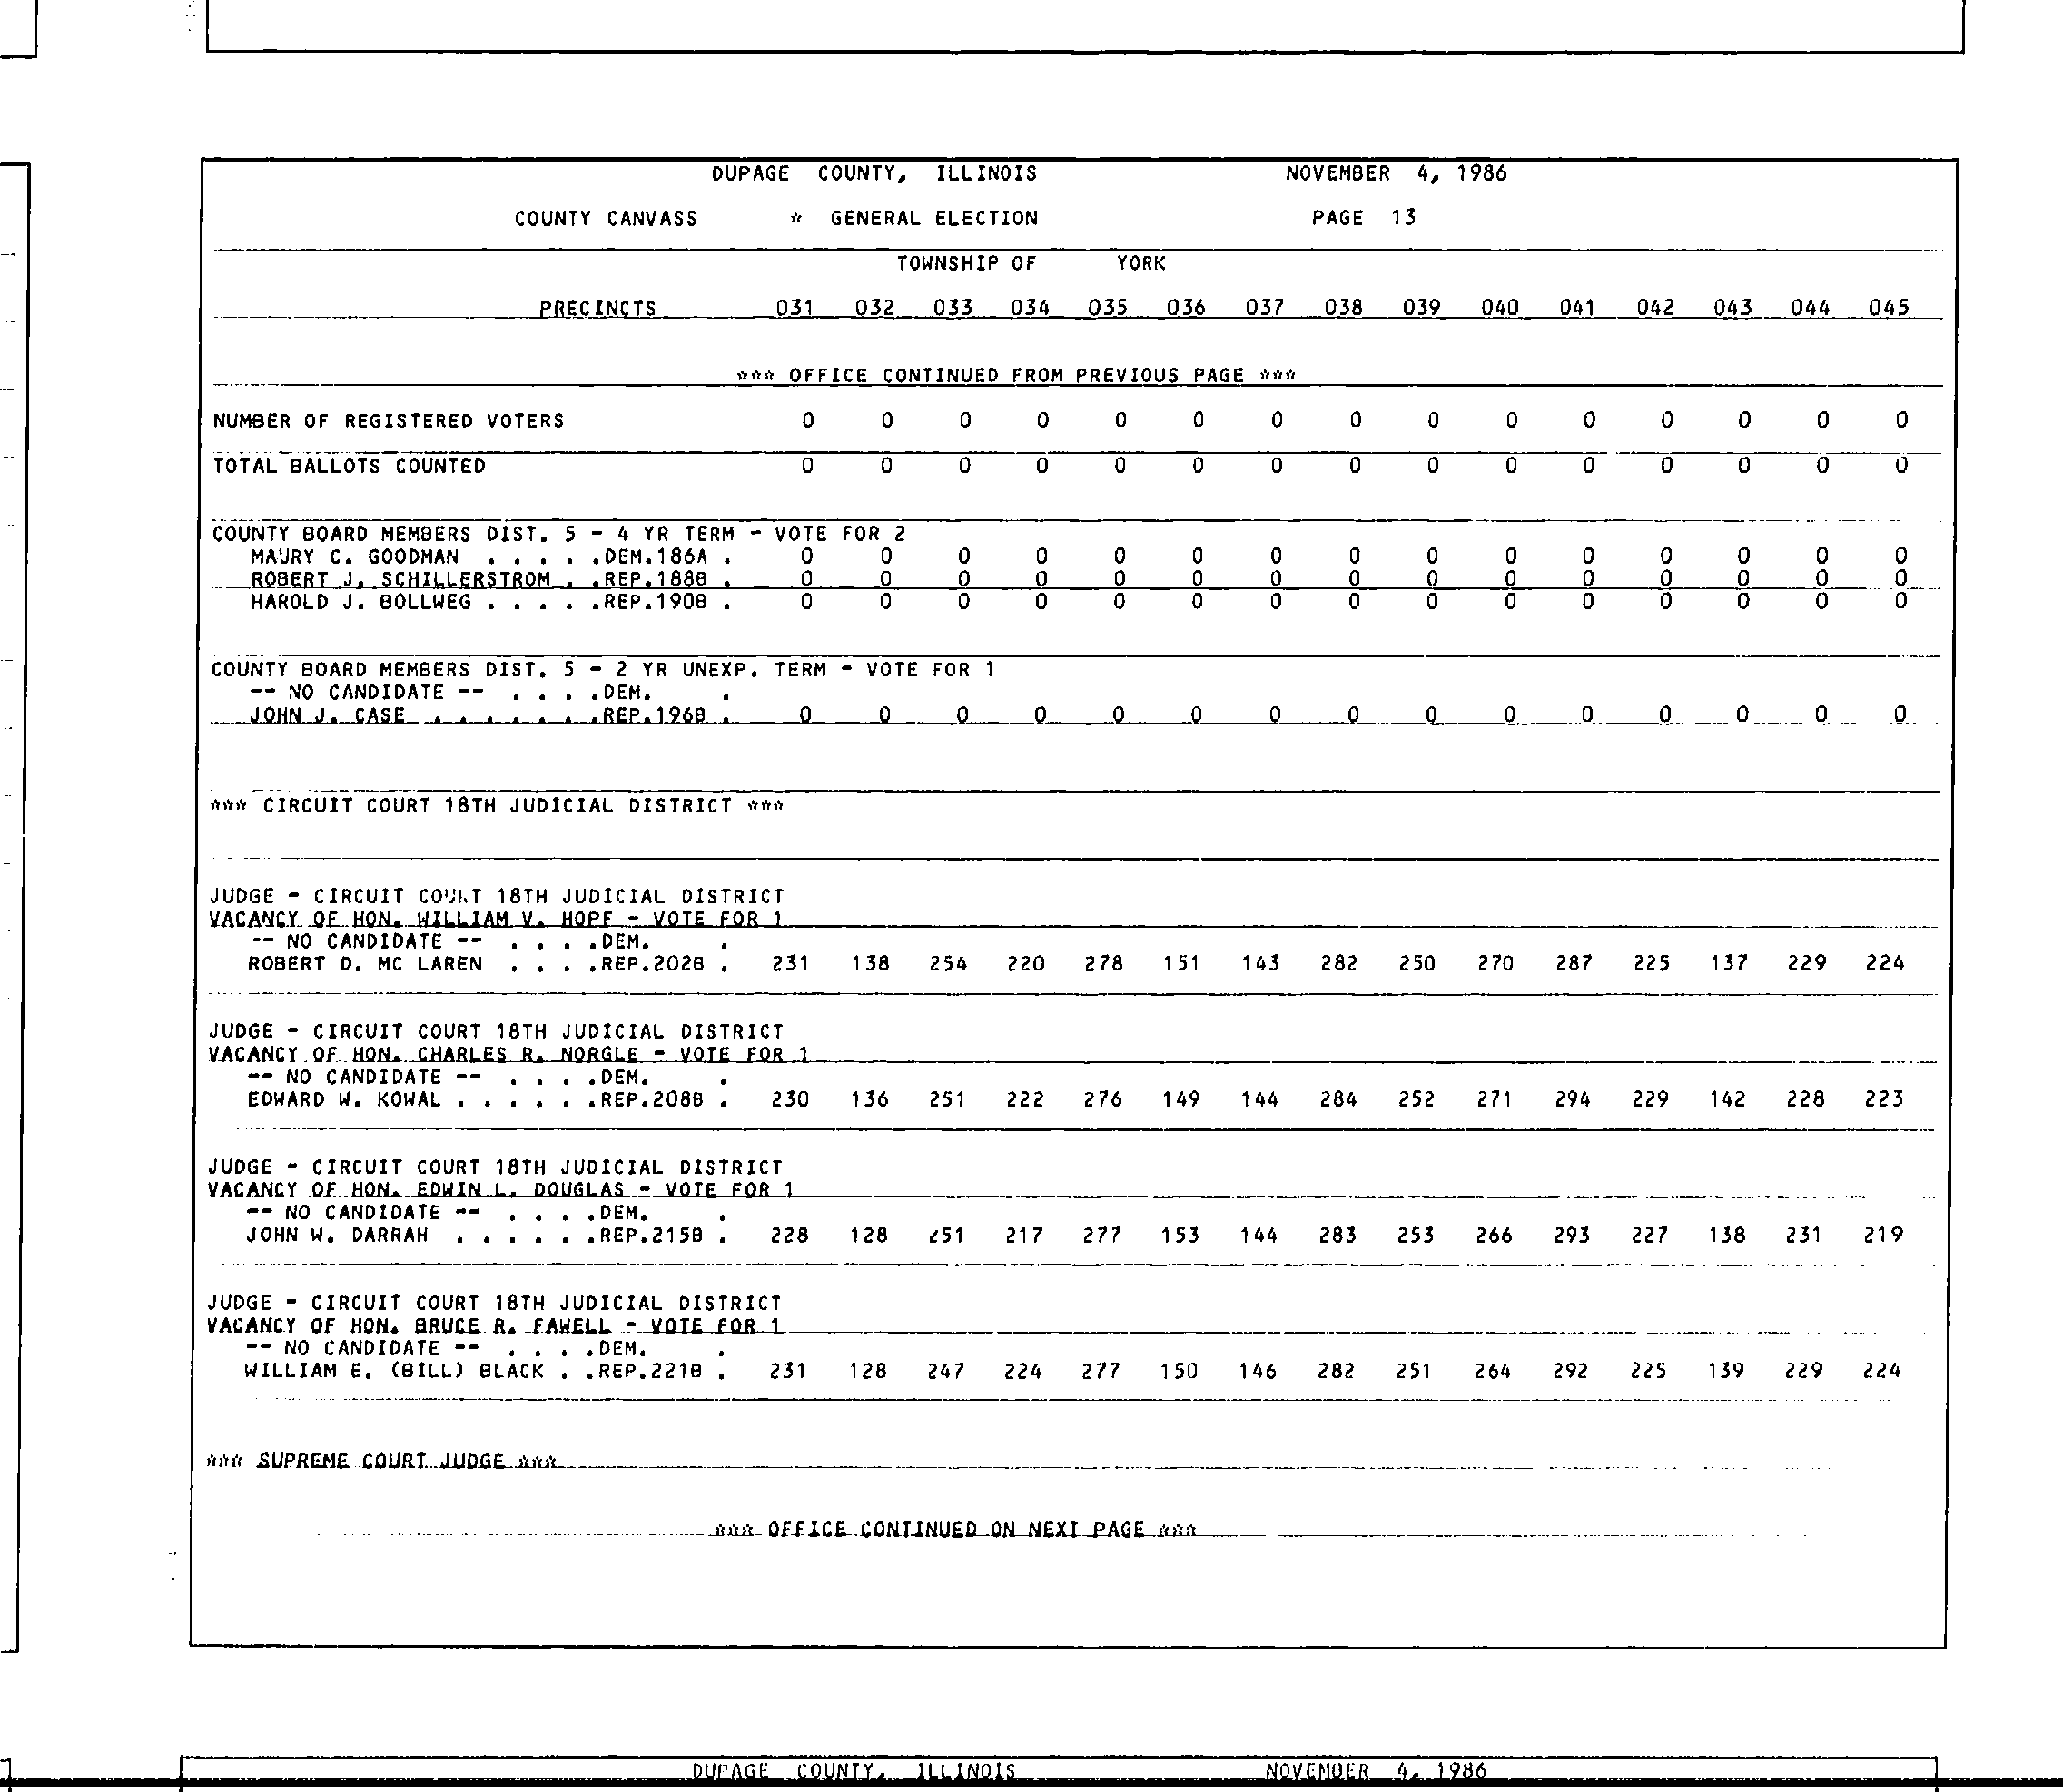 DUPAGE COUNTY, ILLINOIS NOVEMBER 4, 1986
COUNTY CANVASS * GENERAL ELECTION PAGE 13
TOWNSHIP OF YORK
PRECINCTS 031 032 033 034 035 036 037 038 039 040 041 042 043 044 045
*** OFFICE CONTINUED FROM PREVIOUS PAGE ***
NUMBER OF REGISTERED VOTERS 0 0 0 0 0 0 0 0 0 0 0 0 0 0 0
TOTAL BALLOTS COUNTED 0 0 0 0 0 0 0 0 0 0 0 0 0 0 0
COUNTY BOARD MEMBERS DIST. 5 - 4 YR TERM - VOTE FOR 2
MAURY C. GOODMAN . . . . . .DEM.186A . 0 0 0 0 0 0 0 0 0 0 0 0 0 0 0
ROBERT J. SCHILLERSTROM . .REP.188B . 0 0 0 0 0 0 0 0 0 0 0 0 0 0 0
HAROLD J. BOLLWEG . . . . . .REP.190B . 0 0 0 0 0 0 0 0 0 0 0 0 0 0 0
COUNTY BOARD MEMBERS DIST. 5 - 2 YR UNEXP. TERM - VOTE FOR 1
-- NO CANDIDATE -- . . . .DEM. .
JOHN J. CASE . . . . . . .REP.196B . 0 0 0 0 0 0 0 0 0 0 0 0 0 0 0
*** CIRCUIT COURT 18TH JUDICIAL DISTRICT ***
JUDGE - CIRCUIT COURT 18TH JUDICIAL DISTRICT
VACANCY OF HON. WILLIAM V. HOPF - VOTE FOR 1
-- NO CANDIDATE -- . . . .DEM. .
ROBERT D. MC LAREN . . . .REP.202B . 231 138 254 220 278 151 143 282 250 270 287 225 137 229 224
JUDGE - CIRCUIT COURT 18TH JUDICIAL DISTRICT
VACANCY OF HON. CHARLES R. NORGLE - VOTE FOR 1
-- NO CANDIDATE -- . . . .DEM. .
EDWARD W. KOWAL . . . . . .REP.208B . 230 136 251 222 276 149 144 284 252 271 294 229 142 228 223
JUDGE - CIRCUIT COURT 18TH JUDICIAL DISTRICT
VACANCY OF HON. EDWIN L. DOUGLAS - VOTE FOR 1
-- NO CANDIDATE -- . . . .DEM. .
JOHN W. DARRAH . . . . . .REP.215B . 228 128 251 217 277 153 144 283 253 266 293 227 138 231 219
JUDGE - CIRCUIT COURT 18TH JUDICIAL DISTRICT
VACANCY OF HON. BRUCE R. FAWELL - VOTE FOR 1
-- NO CANDIDATE -- . . . .DEM. .
WILLIAM E. (BILL) BLACK . .REP.221B . 231 128 247 224 277 150 146 282 251 264 292 225 139 229 224
*** SUPREME COURT JUDGE ***
*** OFFICE CONTINUED ON NEXT PAGE ***
DUPAGE COUNTY, ILLINOIS NOVEMBER 4, 1986